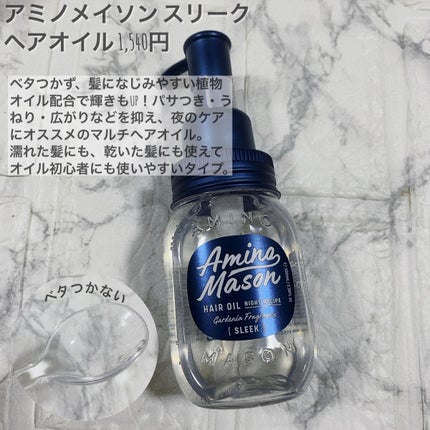 アミノメイソン スリーク
ヘアオイル 1,540円
ベタつかず、髪になじみやすい植物
オイル配合で輝きもUP！パサつき・う
ねり・広がりなどを抑え、夜のケア
にオススメのマルチヘアオイル。
濡れた髪にも、乾いた髪にも使えて
オイル初心者にも使いやすいタイプ。
AMINO
Amino
Mason
HAIR OIL NIGHT RECIPE
Gardenia Fragrance
[ SLEEK ]
MASON
ベタつかない